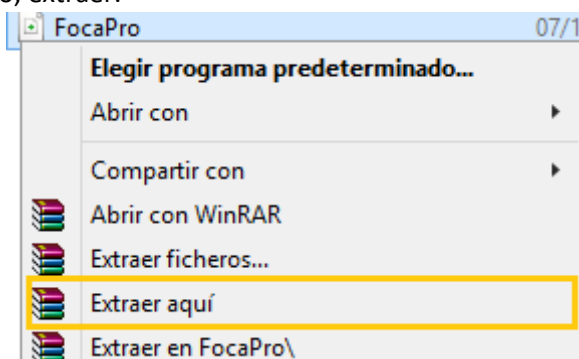 extraer.
FocaPro 07/1
Elegir programa predeterminado...
Abrir con
Compartir con
Abrir con WinRAR
Extraer ficheros...
Extraer aquí
Extraer en FocaPro\